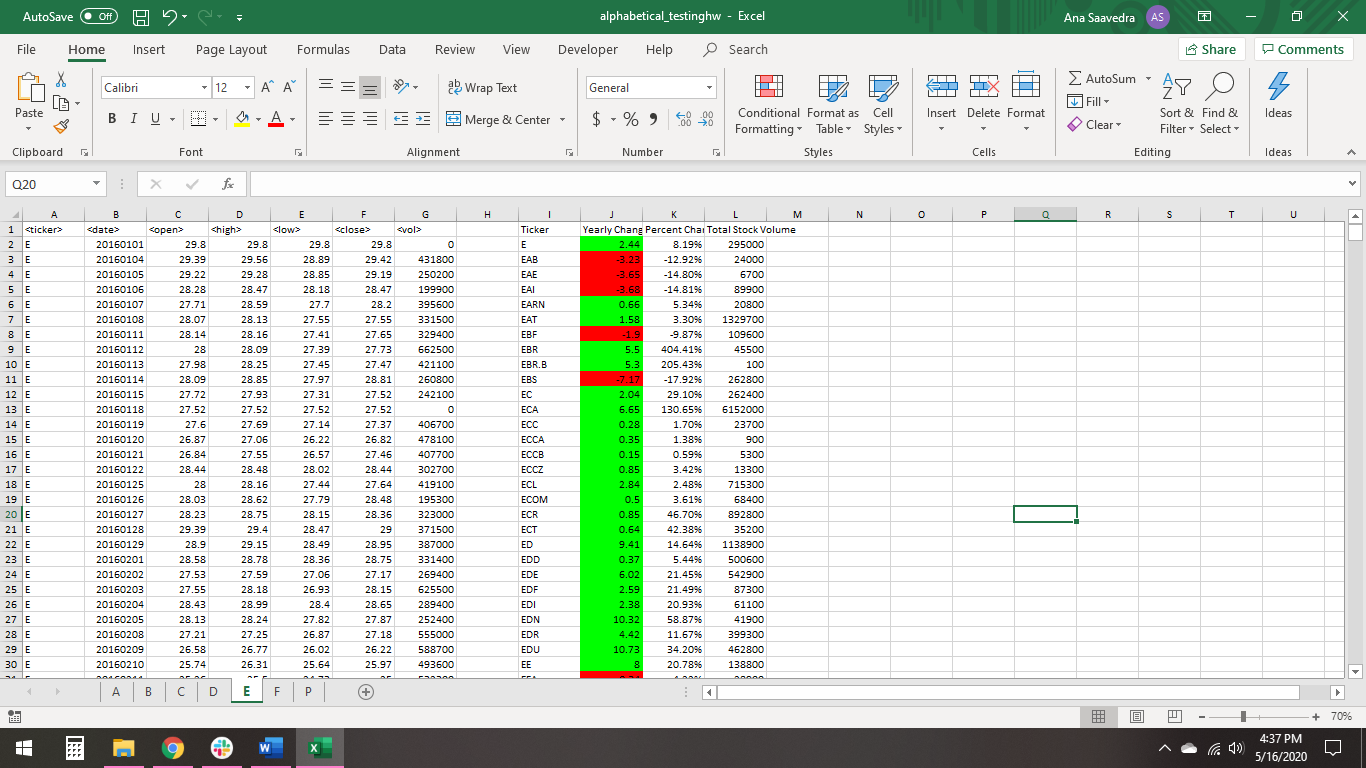 AutoSave Off alphabetical_testinghw - Excel Ana Saavedra AS
File Home Insert Page Layout Formulas Data Review View Developer Help Search Share Comments
Paste Calibri 12 A A Wrap Text General Conditional Formatting Format as Table Cell Styles Insert Delete Format AutoSum Sort & Filter Find & Select Ideas
B I U A Merge & Center $ % , Fill Clear
Clipboard Font Alignment Number Styles Cells Editing Ideas
Q20 fx
A B C D E F G H I J K L M N O P Q R S T U
1 <ticker> <date> <open> <high> <low> <close> <vol> Ticker Yearly Chang Percent Chan Total Stock Volume
2 E 20160101 29.8 29.8 29.8 29.8 0 E 2.44 8.19% 295000
3 E 20160104 29.39 29.56 28.89 29.42 431800 EAB -3.23 -12.92% 24000
4 E 20160105 29.22 29.28 28.85 29.19 250200 EAE -3.65 -14.80% 6700
5 E 20160106 28.28 28.47 28.18 28.47 199900 EAI -3.68 -14.81% 89900
6 E 20160107 27.71 28.59 27.7 28.2 395600 EARN 0.66 5.34% 20800
7 E 20160108 28.07 28.13 27.55 27.55 331500 EAT 1.58 3.30% 1329700
8 E 20160111 28.14 28.16 27.41 27.65 329400 EBF -1.9 -9.87% 109600
9 E 20160112 28 28.09 27.39 27.73 662500 EBR 5.5 404.41% 45500
10 E 20160113 27.98 28.25 27.45 27.47 421100 EBR.B 5.3 205.43% 100
11 E 20160114 28.09 28.85 27.97 28.81 260800 EBS -7.17 -17.92% 262800
12 E 20160115 27.72 27.93 27.31 27.52 242100 EC 2.04 29.10% 262400
13 E 20160118 27.52 27.52 27.52 27.52 0 ECA 6.65 130.65% 6152000
14 E 20160119 27.6 27.69 27.14 27.37 406700 ECC 0.28 1.70% 23700
15 E 20160120 26.87 27.06 26.22 26.82 478100 ECCA 0.35 1.38% 900
16 E 20160121 26.84 27.55 26.57 27.46 407700 ECCB 0.15 0.59% 5300
17 E 20160122 28.44 28.48 28.02 28.44 302700 ECCZ 0.85 3.42% 13300
18 E 20160125 28 28.16 27.44 27.64 419100 ECL 2.84 2.48% 715300
19 E 20160126 28.03 28.62 27.79 28.48 195300 ECOM 0.5 3.61% 68400
20 E 20160127 28.23 28.75 28.15 28.36 323000 ECR 0.85 46.70% 892800
21 E 20160128 29.39 29.4 28.47 29 371500 ECT 0.64 42.38% 35200
22 E 20160129 28.9 29.15 28.49 28.95 387000 ED 9.41 14.64% 1138900
23 E 20160201 28.58 28.78 28.36 28.75 331400 EDD 0.37 5.44% 500600
24 E 20160202 27.53 27.59 27.06 27.17 269400 EDE 6.02 21.45% 542900
25 E 20160203 27.55 28.18 26.93 28.15 625500 EDF 2.59 21.49% 87300
26 E 20160204 28.43 28.99 28.4 28.65 289400 EDI 2.38 20.93% 61100
27 E 20160205 28.13 28.24 27.82 27.87 252400 EDN 10.32 58.87% 41900
28 E 20160208 27.21 27.25 26.87 27.18 555000 EDR 4.42 11.67% 399300
29 E 20160209 26.58 26.77 26.02 26.22 588700 EDU 10.73 34.20% 462800
30 E 20160210 25.74 26.31 25.64 25.97 493600 EE 8 20.78% 138800
A B C D E F P
70%
4:37 PM
5/16/2020